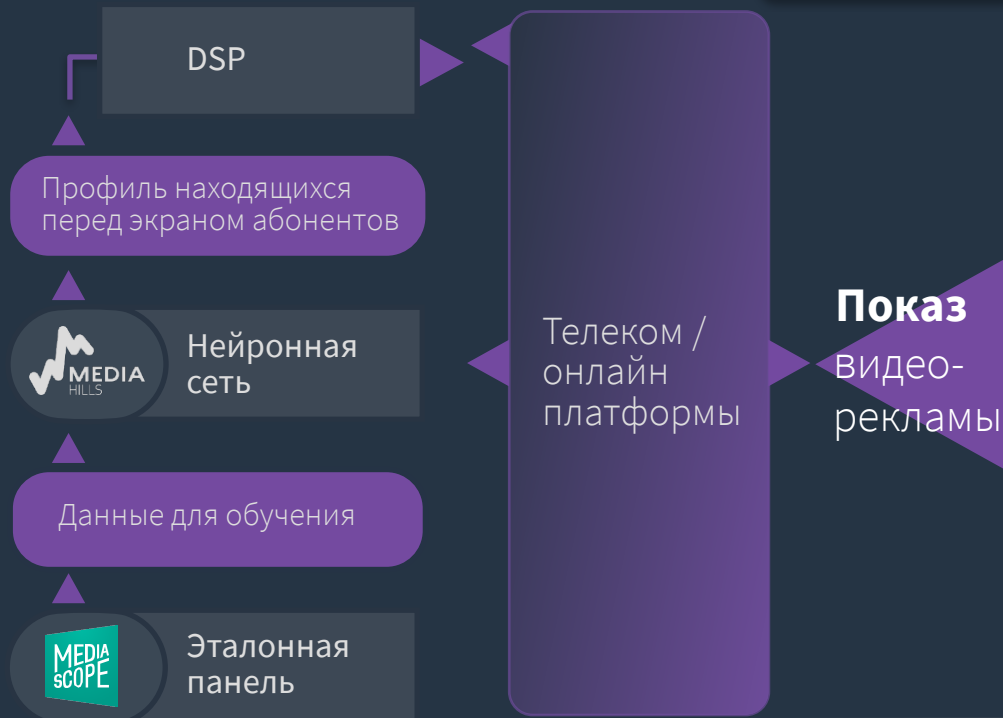 DSP
Профиль находящихся
перед экраном абонентов
MEDIA
HILLS
Нейронная
сеть
Данные для обучения
MEDIA
SCOPE
Эталонная
панель
Телеком /
онлайн
платформы
Показ
видео-
рекламы